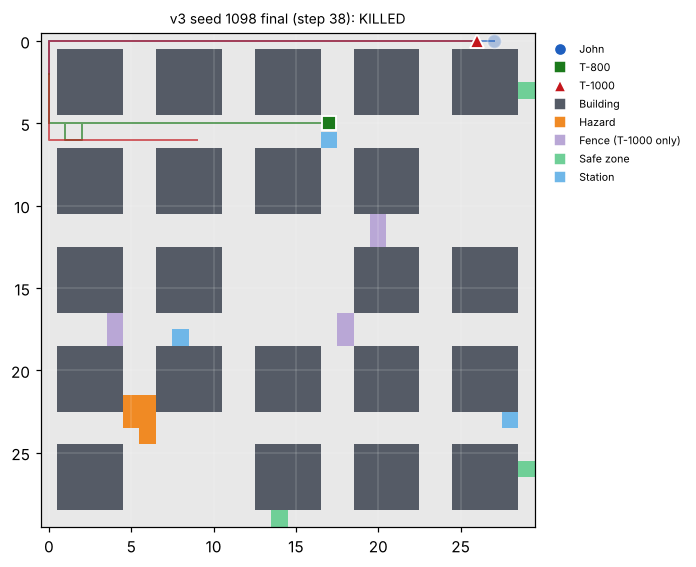 v3 seed 1098 final (step 38): KILLED
0
5
10
15
20
25
0
5
10
15
20
25
John
T-800
T-1000
Building
Hazard
Fence (T-1000 only)
Safe zone
Station